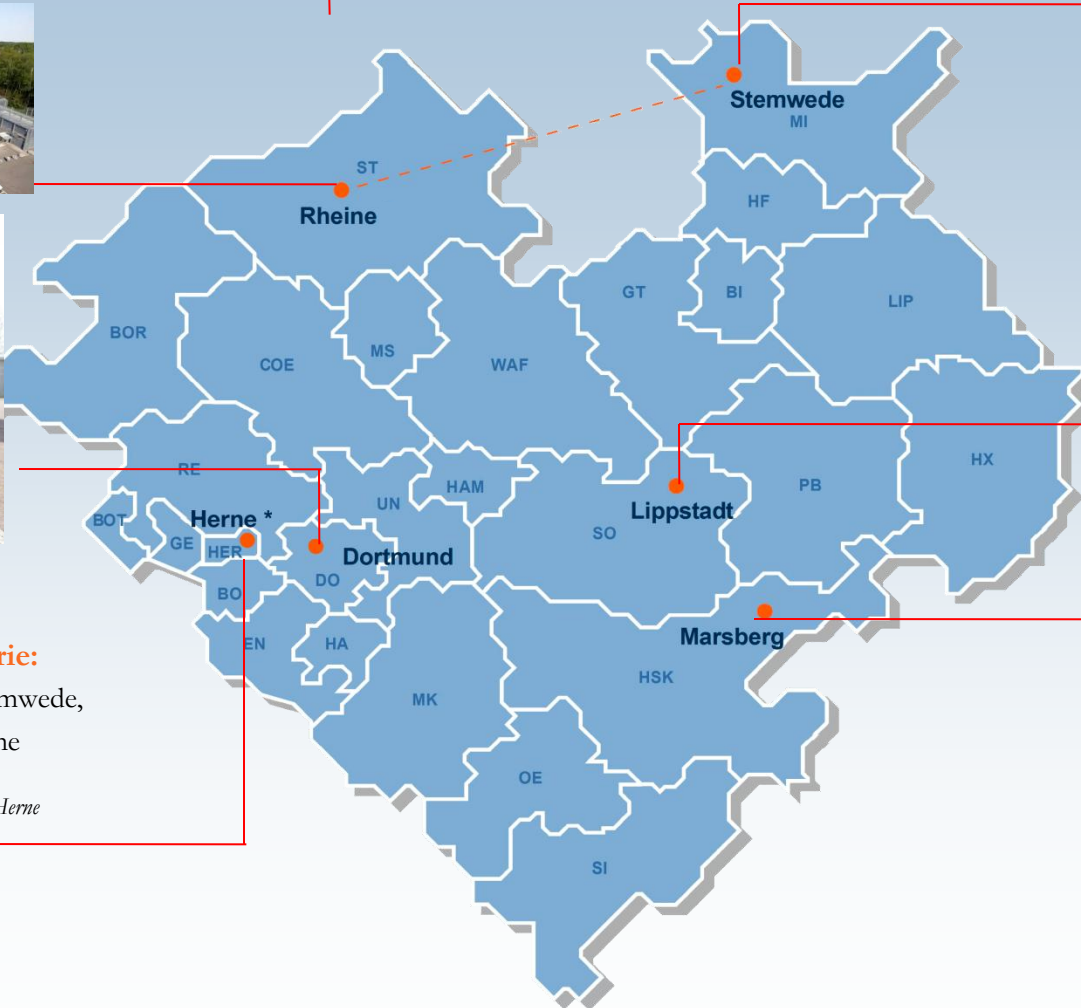 Stemwede
MI
ST
Rheine
HF
GT
BI
LIP
BOR
MS
COE
WAF
HX
RE
HAM
PB
UN
BOT
Herne *
Lippstadt
SO
GE
HER
Dortmund
DO
BO
Marsberg
EN
HA
HSK
rie:
mwede,
MK
ne
OE
Herne
SI